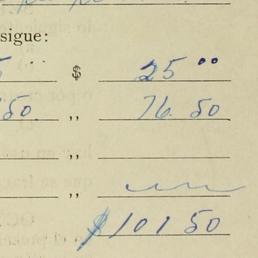 sigue:
$ 25 00
50. ,, 76.50
,,
,,
$101 50